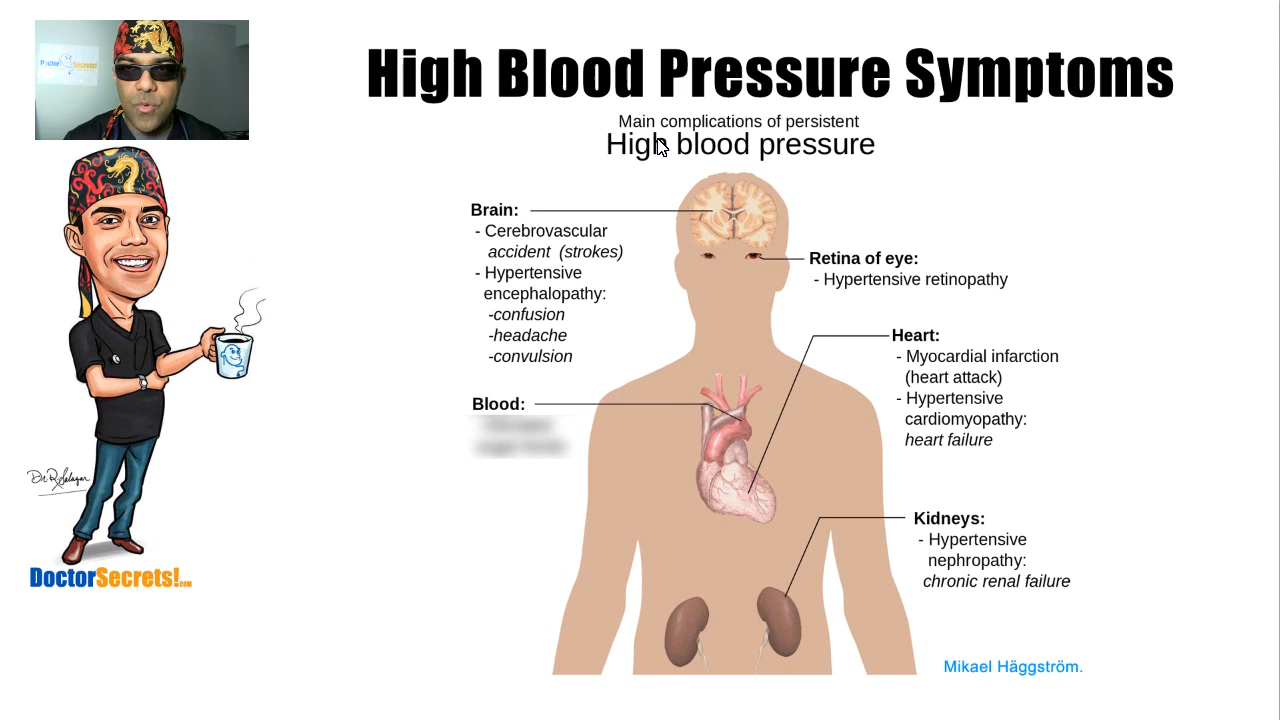 High Blood Pressure Symptoms
Main complications of persistent
High blood pressure
Brain:
- Cerebrovascular
accident (strokes)
- Hypertensive
encephalopathy:
-confusion
-headache
-convulsion
Blood:
Retina of eye:
- Hypertensive retinopathy
Heart:
- Myocardial infarction
(heart attack)
- Hypertensive
cardiomyopathy:
heart failure
Kidneys:
- Hypertensive
nephropathy:
chronic renal failure
Mikael Häggström.
DoctorSecrets!.com